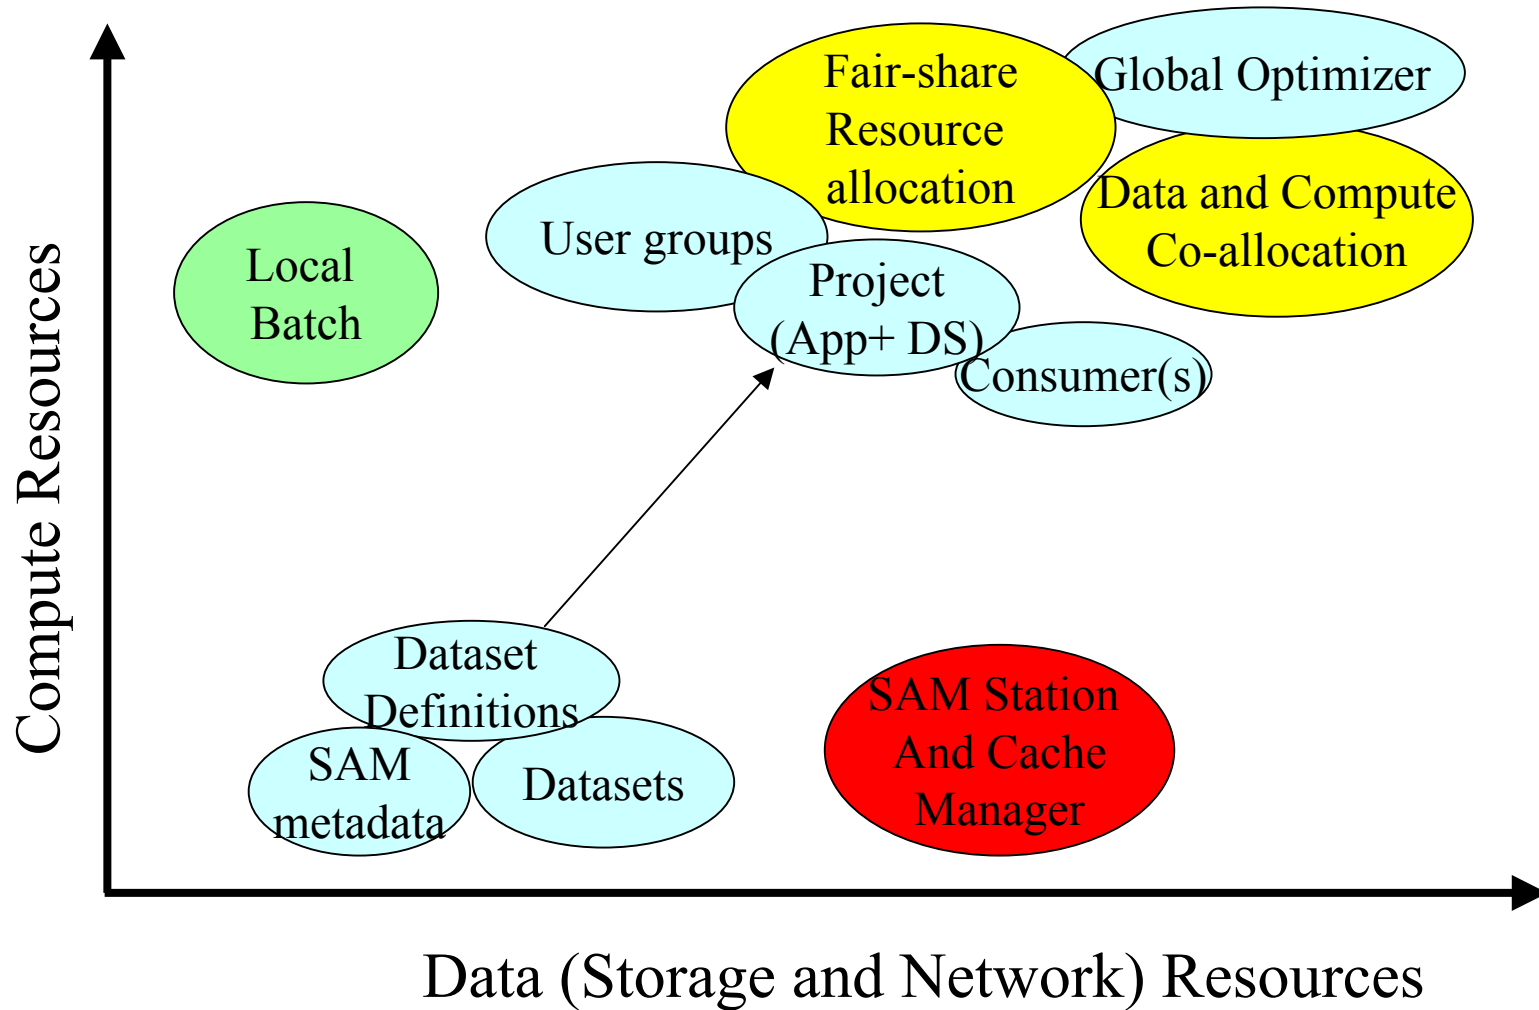 Compute Resources
Fair-share
Resource
allocation
Global Optimizer
Data and Compute
Co-allocation
User groups
Local
Batch
Project
(App+ DS)
Consumer(s)
Dataset
Definitions
SAM
metadata
Datasets
SAM Station
And Cache
Manager
Data (Storage and Network) Resources